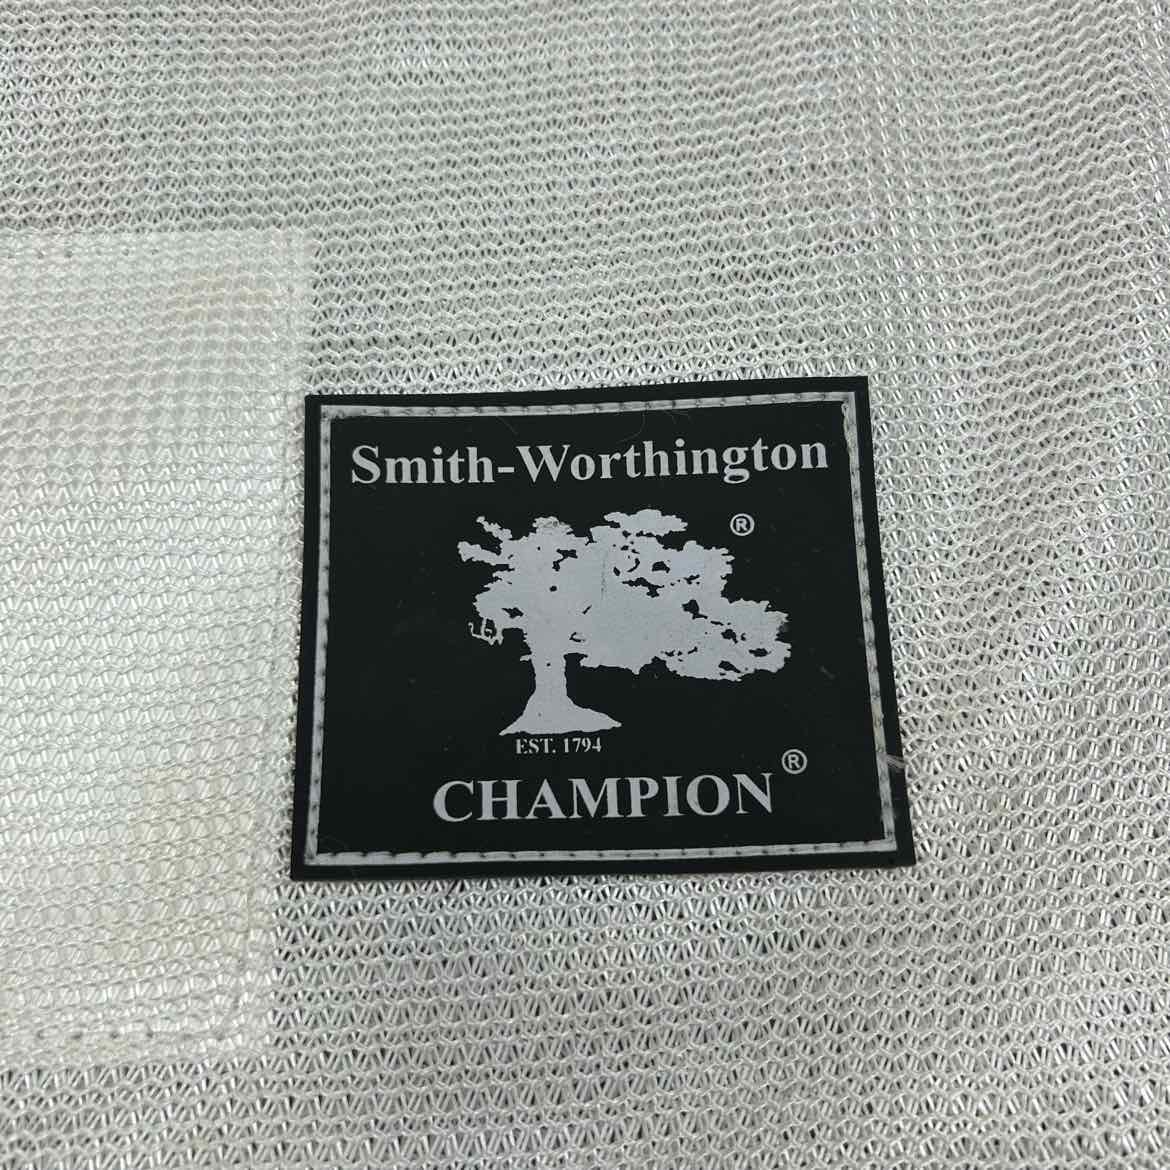 Smith-Worthington
®
EST. 1794
CHAMPION®